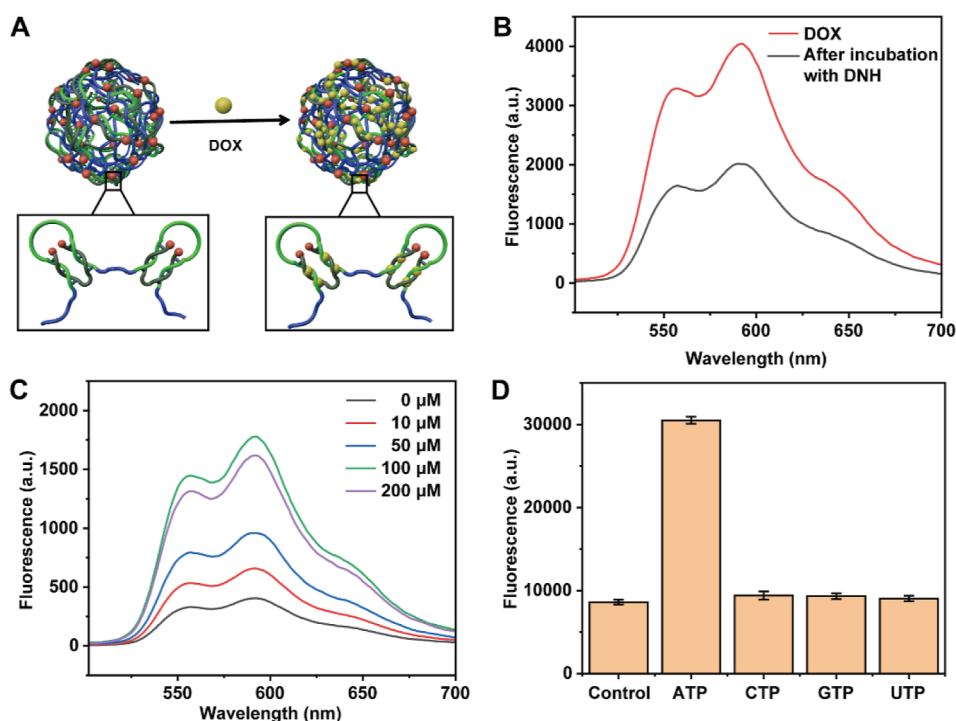 A
DOX
B
DOX
After incubation
with DNH
Fluorescence (a.u.)
4000
3000
2000
1000
0
550
600
650
700
Wavelength (nm)
C
0 μM
10 μM
50 μM
100 μM
200 μM
Fluorescence (a.u.)
2000
1500
1000
500
0
550
600
650
700
Wavelength (nm)
D
Fluorescence (a.u.)
30000
20000
10000
0
Control
ATP
CTP
GTP
UTP